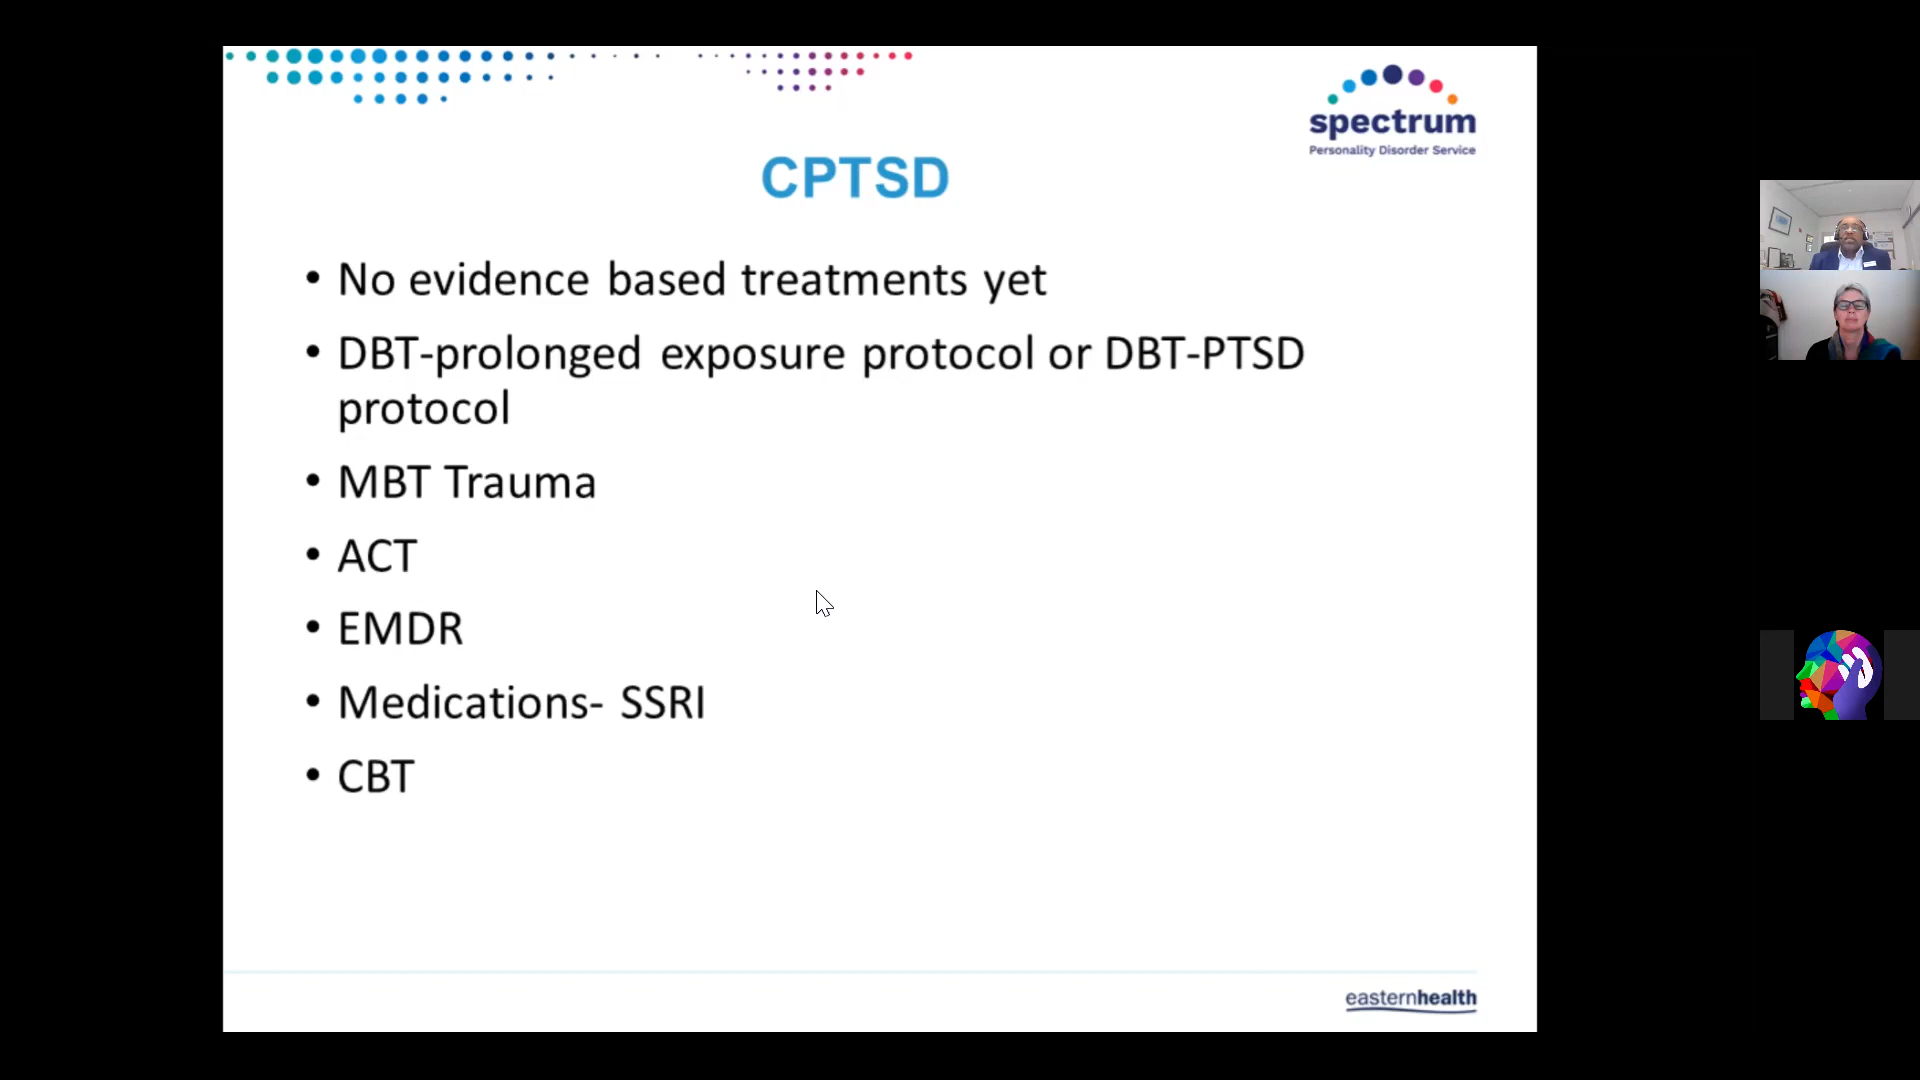 spectrum
Personality Disorder Service
CPTSD
• No evidence based treatments yet
• DBT-prolonged exposure protocol or DBT-PTSD
protocol
• MBT Trauma
• ACT
• EMDR
• Medications- SSRI
• CBT
easternhealth